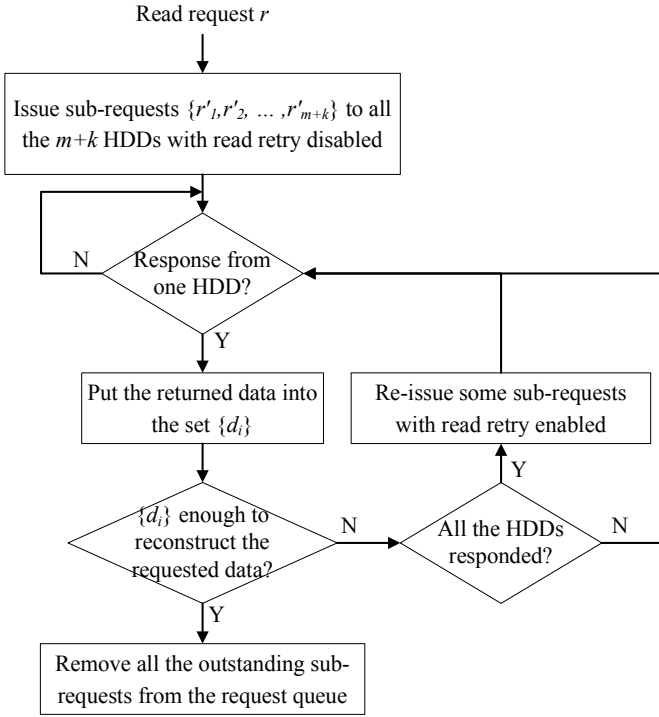 Read request r
Issue sub-requests {r'1,r'2, ... ,r'm+k} to all
the m+k HDDs with read retry disabled
N
Response from
one HDD?
Y
Put the returned data into
the set {di}
Re-issue some sub-requests
with read retry enabled
Y
{di} enough to
reconstruct the
requested data?
N
All the HDDs
responded?
N
Y
Remove all the outstanding sub-
requests from the request queue